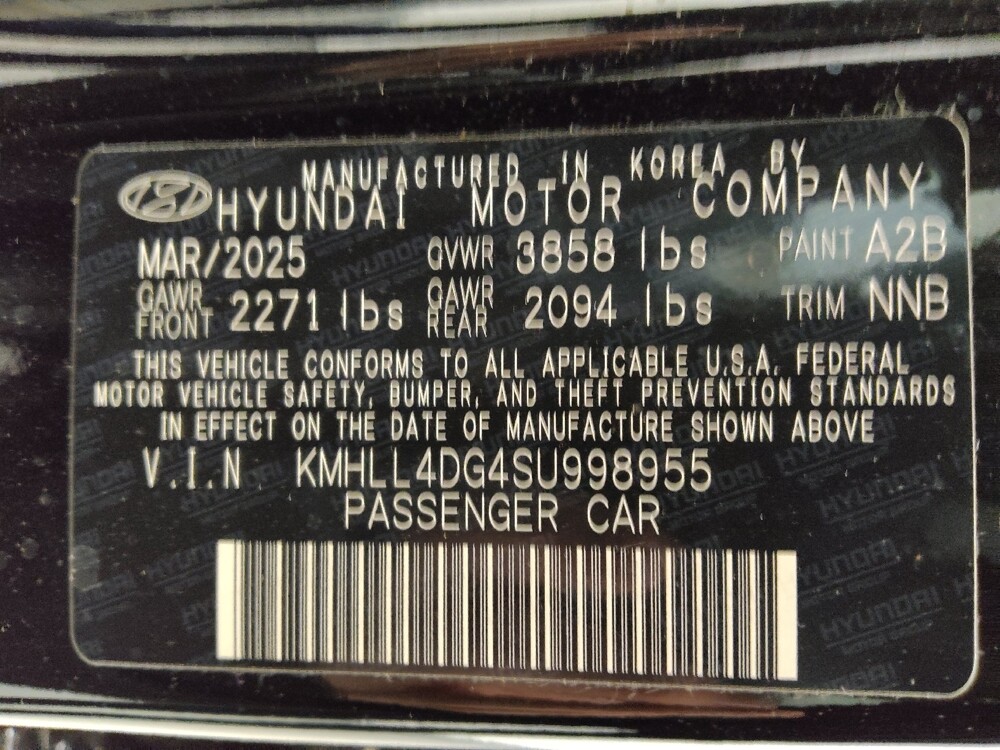 MANUFACTURED IN KOREA BY
HYUNDAI MOTOR COMPANY
MAR/2025 GVWR 3858 lbs PAINT A2B
GAWR FRONT 2271 lbs GAWR REAR 2094 lbs TRIM NNB
THIS VEHICLE CONFORMS TO ALL APPLICABLE U.S.A. FEDERAL
MOTOR VEHICLE SAFETY, BUMPER, AND THEFT PREVENTION STANDARDS
IN EFFECT ON THE DATE OF MANUFACTURE SHOWN ABOVE
V.I.N KMHLL4DG4SU998955
PASSENGER CAR